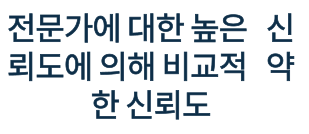 전문가에 대한 높은 신
뢰도에 의해 비교적 약
한 신뢰도